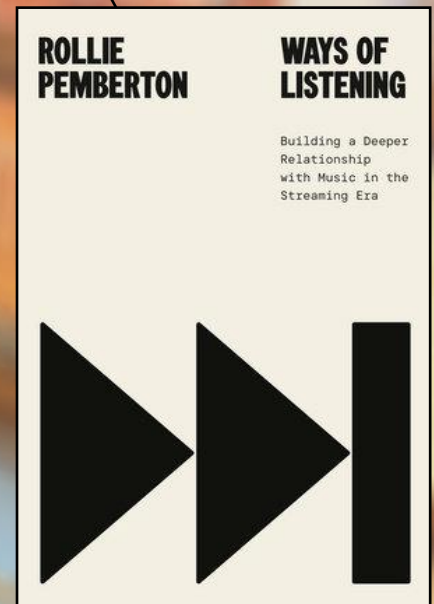 ROLLIE
PEMBERTON
WAYS OF
LISTENING
Building a Deeper
Relationship
with Music in the
Streaming Era